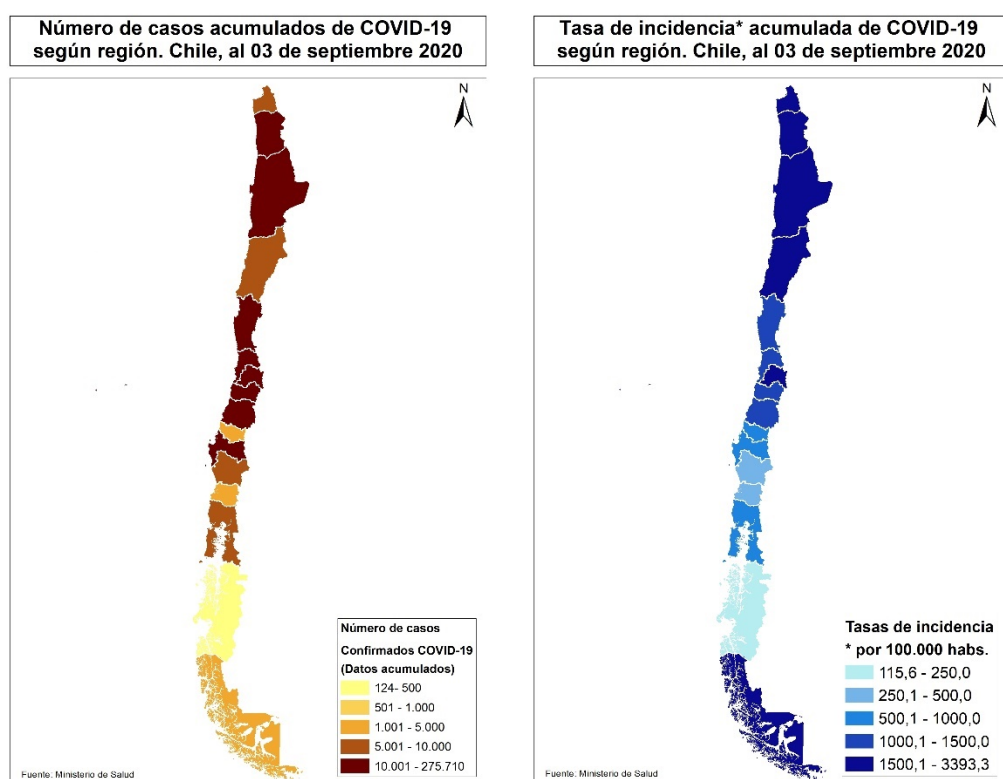 Número de casos acumulados de COVID-19
según región. Chile, al 03 de septiembre 2020
N
Número de casos
Confirmados COVID-19
(Datos acumulados)
124- 500
501 - 1.000
1.001 - 5.000
5.001 - 10.000
10.001 - 275.710
Fuente: Ministerio de Salud
Tasa de incidencia* acumulada de COVID-19
según región. Chile, al 03 de septiembre 2020
N
Tasas de incidencia
* por 100.000 habs.
115,6 - 250,0
250,1 - 500,0
500,1 - 1000,0
1000,1 - 1500,0
1500,1 - 3393,3
Fuente: Ministerio de Salud